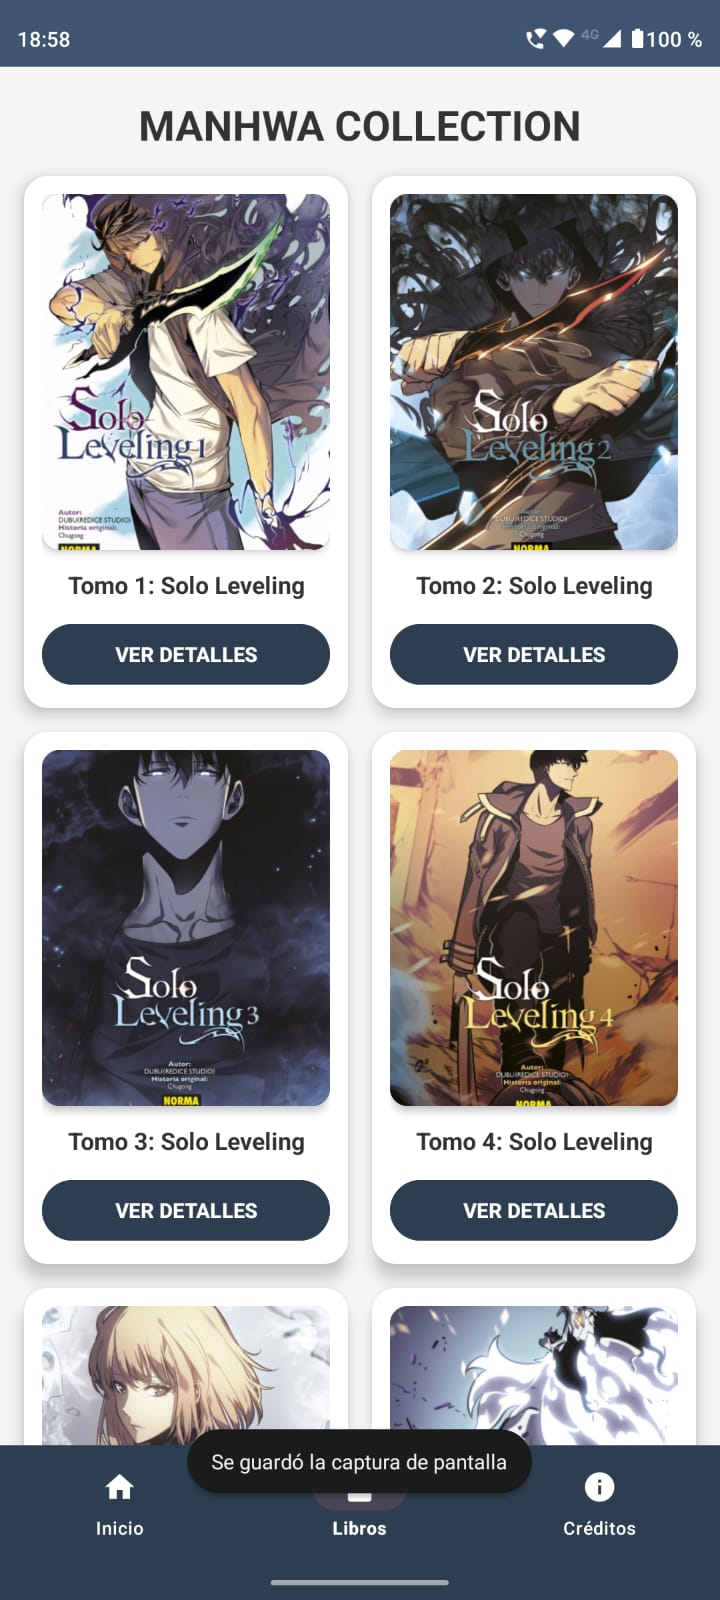 18:58
4G
100 %
MANHWA COLLECTION
Solo
Leveling 1
Autor:
DUBU(REDICE STUDIO)
Historia original:
Chugong
NORMA
Tomo 1: Solo Leveling
VER DETALLES
Solo
Leveling 2
Autor:
DUBU(REDICE STUDIO)
Historia original:
Chugong
NORMA
Tomo 2: Solo Leveling
VER DETALLES
Solo
Leveling 3
Autor:
DUBU(REDICE STUDIO)
Historia original:
Chugong
NORMA
Tomo 3: Solo Leveling
VER DETALLES
Solo
Leveling 4
Autor:
DUBU(REDICE STUDIO)
Historia original:
Chugong
NORMA
Tomo 4: Solo Leveling
VER DETALLES
Se guardó la captura de pantalla
Inicio
Libros
Créditos